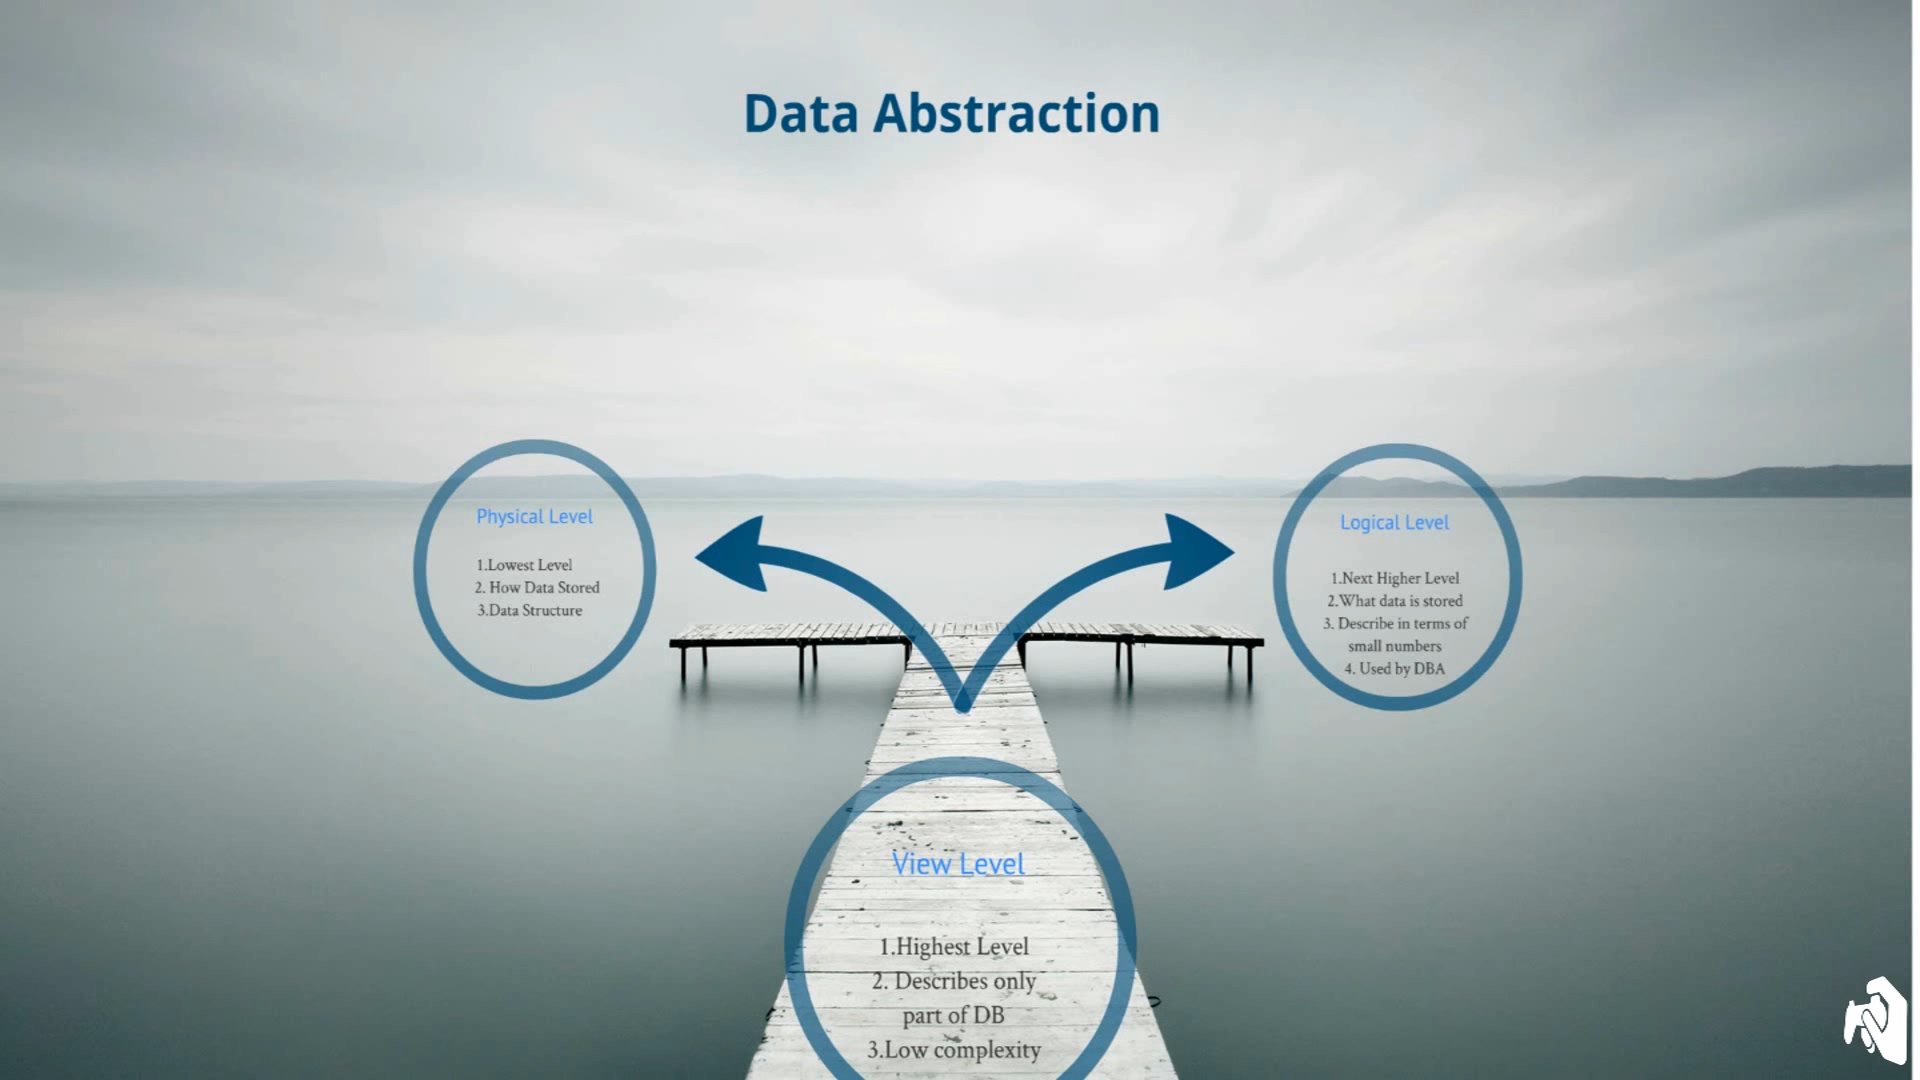 Data Abstraction
Physical Level
1.Lowest Level
2. How Data Stored
3.Data Structure
Logical Level
1.Next Higher Level
2.What data is stored
3. Describe in terms of
small numbers
4. Used by DBA
View Level
1.Highest Level
2. Describes only
part of DB
3.Low complexity